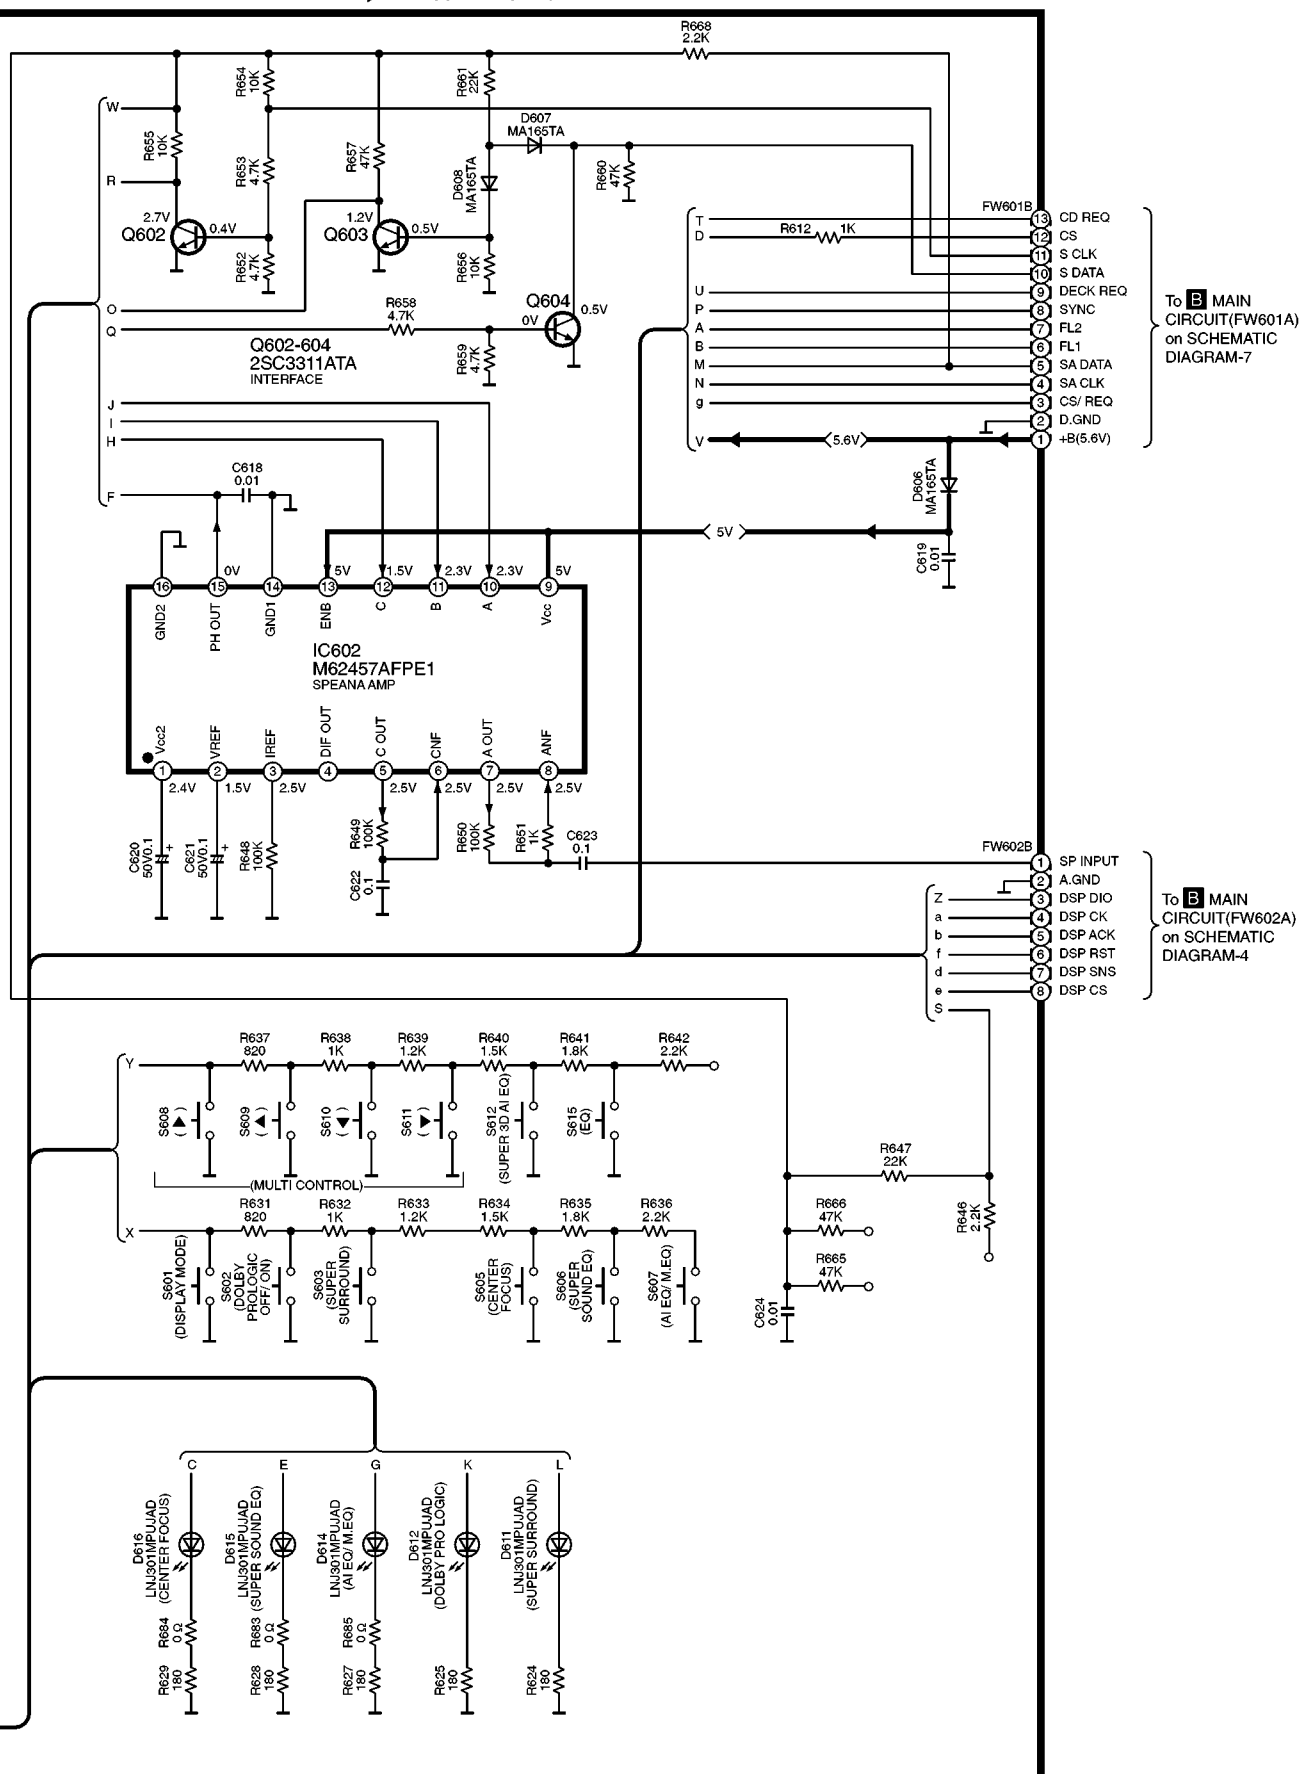 R668
2.2K
R654
10K
R661
22K
W
D607
MA165TA
R655
10K
R653
4.7K
R657
47K
D608
MA165TA
R660
47K
R
2.7V
Q602
0.4V
1.2V
Q603
0.5V
R652
4.7K
R656
10K
O
Q
R658
4.7K
Q604
0V
0.5V
R659
4.7K
Q602-604
2SC3311ATA
INTERFACE
FW601B
T
13 CD REQ
D
R612 1K
12 CS
11 S CLK
10 S DATA
U
9 DECK REQ
P
8 SYNC
A
7 FL2
B
6 FL1
M
5 SA DATA
N
4 SA CLK
g
3 CS/ REQ
2 D.GND
V
5.6V
1 +B(5.6V)
To B MAIN
CIRCUIT(FW601A)
on SCHEMATIC
DIAGRAM-7
J
I
H
F
C618
0.01
D606
MA165TA
5V
C619
0.01
0V
5V
1.5V
2.3V
2.3V
5V
16 15 14 13 12 11 10 9
GND2
PH OUT
GND1
ENB
C
B
A
Vcc
IC602
M62457AFPE1
SPEANA AMP
Vcc2
VREF
IREF
DIF OUT
C OUT
CNF
A OUT
ANF
1 2 3 4 5 6 7 8
2.4V
1.5V
2.5V
2.5V
2.5V
2.5V
2.5V
C620
50V0.1
+
C621
50V0.1
+
R648
100K
R649
100K
C622
0.1
R650
100K
R651
1K
C623
0.1
FW602B
1 SP INPUT
2 A.GND
Z
3 DSP DIO
a
4 DSP CK
b
5 DSP ACK
f
6 DSP RST
d
7 DSP SNS
e
8 DSP CS
S
To B MAIN
CIRCUIT(FW602A)
on SCHEMATIC
DIAGRAM-4
Y
R637
820
R638
1K
R639
1.2K
R640
1.5K
R641
1.8K
R642
2.2K
S608
(▲)
S609
(◀)
S610
(▼)
S611
(▶)
S612
(SUPER 3D AI EQ)
S615
(EQ)
(MULTI CONTROL)
X
R631
820
R632
1K
R633
1.2K
R634
1.5K
R635
1.8K
R636
2.2K
S601
(DISPLAY MODE)
S602
(DOLBY
PROLOGIC
OFF/ ON)
S603
(SUPER
SURROUND)
S605
(CENTER
FOCUS)
S606
(SUPER
SOUND EQ)
S607
(AI EQ/ M.EQ)
R647
22K
R666
47K
R665
47K
R646
2.2K
C624
0.01
C
E
G
K
L
D616
LNJ301MPUJAD
(CENTER FOCUS)
D615
LNJ301MPUJAD
(SUPER SOUND EQ)
D614
LNJ301MPUJAD
(AI EQ/ M.EQ)
D612
LNJ301MPUJAD
(DOLBY PRO LOGIC)
D611
LNJ301MPUJAD
(SUPER SURROUND)
R684
0 Ω
R683
0 Ω
R685
0 Ω
R629
180
R628
180
R627
180
R625
180
R624
180